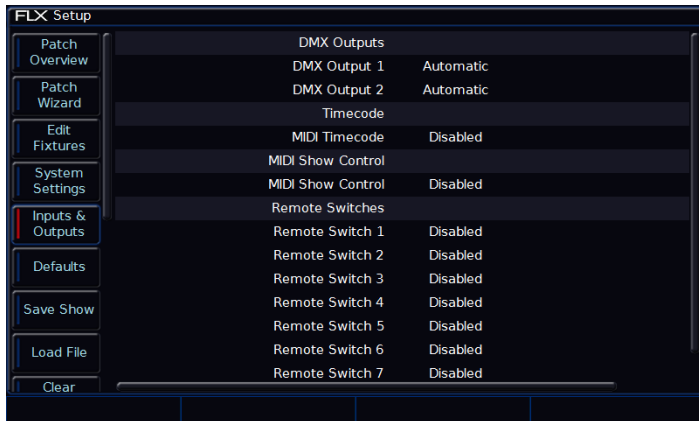 FLX Setup
Patch
Overview
Patch
Wizard
Edit
Fixtures
System
Settings
Inputs &
Outputs
Defaults
Save Show
Load File
Clear
DMX Outputs
DMX Output 1 Automatic
DMX Output 2 Automatic
Timecode
MIDI Timecode Disabled
MIDI Show Control
MIDI Show Control Disabled
Remote Switches
Remote Switch 1 Disabled
Remote Switch 2 Disabled
Remote Switch 3 Disabled
Remote Switch 4 Disabled
Remote Switch 5 Disabled
Remote Switch 6 Disabled
Remote Switch 7 Disabled